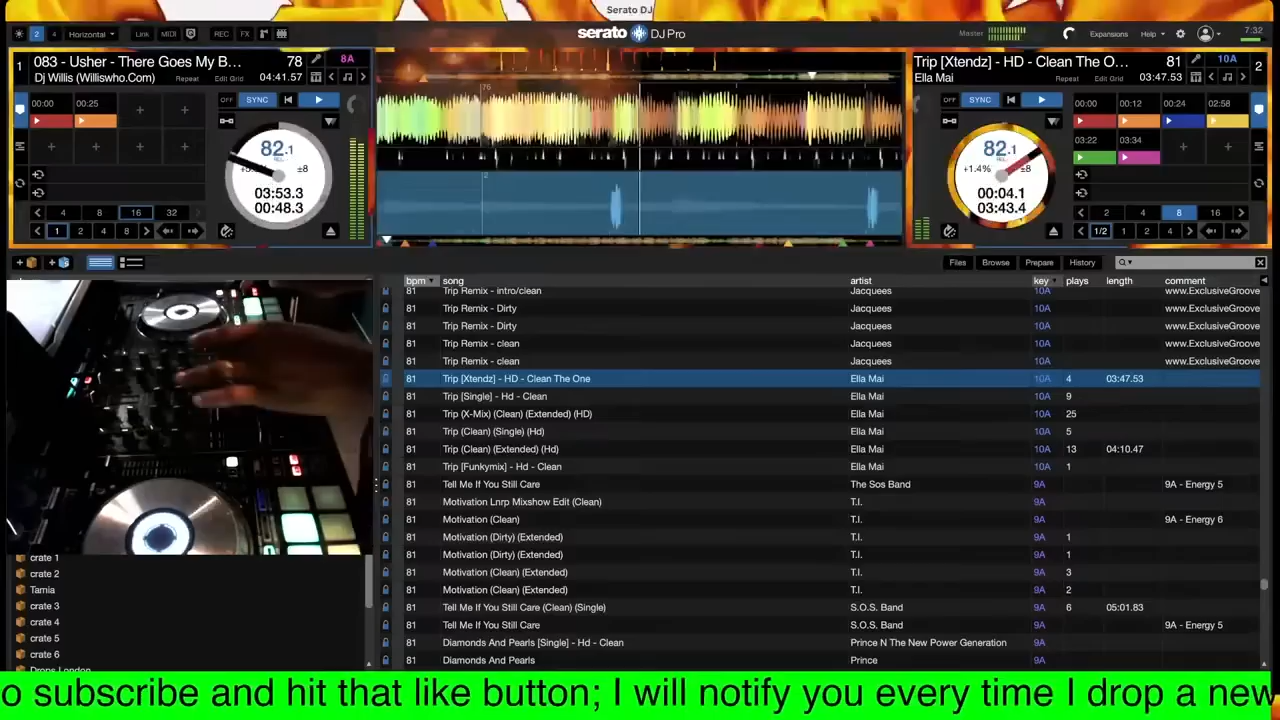 Serato DJ
2 4 Horizontal Link MIDI REC FX
serato DJ Pro
Master Expansions Help 7:32
1 083 - Usher - There Goes My B... 78 8A
Dj Willis (Williswho.Com) Repeat Edit Grid 04:41.57
00:00 00:25
OFF SYNC
82.1
±8
03:53.3
00:48.3
4 8 16 32
1 2 4 8 16
76
2
Trip [Xtendz] - HD - Clean The O... 81 10A 2
Ella Mai Repeat Edit Grid 03:47.53
OFF SYNC
82.1
+1.4% ±8
00:04.1
03:43.4
00:00 00:12 00:24 02:58
03:22 03:34
2 4 8 16
1/2 1 2 4
Files Browse Prepare History
bpm song artist key plays length comment
81 Trip Remix - intro/clean Jacquees 10A www.ExclusiveGroove
81 Trip Remix - Dirty Jacquees 10A www.ExclusiveGroove
81 Trip Remix - Dirty Jacquees 10A www.ExclusiveGroove
81 Trip Remix - clean Jacquees 10A www.ExclusiveGroove
81 Trip Remix - clean Jacquees 10A www.ExclusiveGroove
81 Trip [Xtendz] - HD - Clean The One Ella Mai 10A 4 03:47.53
81 Trip [Single] - Hd - Clean Ella Mai 10A 9
81 Trip (X-Mix) (Clean) (Extended) (HD) Ella Mai 10A 25
81 Trip (Clean) (Single) (Hd) Ella Mai 10A 5
81 Trip (Clean) (Extended) (Hd) Ella Mai 10A 13 04:10.47
81 Trip [Funkymix] - Hd - Clean Ella Mai 10A 1
81 Tell Me If You Still Care The Sos Band 9A 9A - Energy 5
81 Motivation Lnrp Mixshow Edit (Clean) T.I. 9A
81 Motivation (Clean) T.I. 9A 9A - Energy 6
81 Motivation (Dirty) (Extended) T.I. 9A 1
81 Motivation (Dirty) (Extended) T.I. 9A 1
81 Motivation (Clean) (Extended) T.I. 9A 3
81 Motivation (Clean) (Extended) T.I. 9A 2
81 Tell Me If You Still Care (Clean) (Single) S.O.S. Band 9A 6 05:01.83
81 Tell Me If You Still Care S.O.S. Band 9A 9A - Energy 5
81 Diamonds And Pearls [Single] - Hd - Clean Prince N The New Power Generation 9A
81 Diamonds And Pearls Prince 9A
crate 1
crate 2
Tamia
crate 3
crate 4
crate 5
crate 6
Drops London
o subscribe and hit that like button; I will notify you every time I drop a new